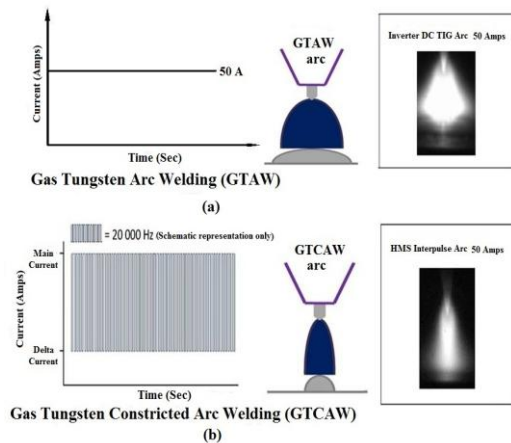 GTAW
arc
Inverter DC TIG Arc 50 Amps
Current (Amps)
50 A
Time (Sec)
Gas Tungsten Arc Welding (GTAW)
(a)
= 20 000 Hz (Schematic representation only)
Main
Current
GTCAW
arc
HMS Interpulse Arc 50 Amps
Current (Amps)
Delta
Current
Time (Sec)
Gas Tungsten Constricted Arc Welding (GTCAW)
(b)